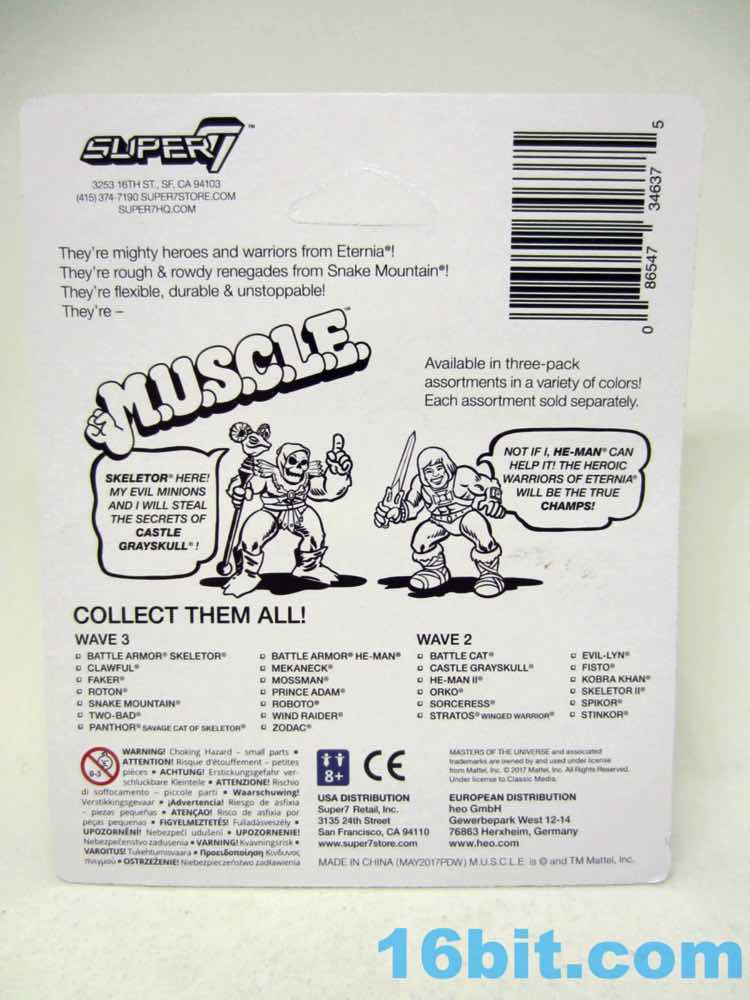 SUPER7™
3253 16TH ST., SF, CA 94103
(415) 374-7190 SUPER7STORE.COM
SUPER7HQ.COM
0 86547 34637 5
They're mighty heroes and warriors from Eternia®!
They're rough & rowdy renegades from Snake Mountain®!
They're flexible, durable & unstoppable!
They're –
M.U.S.C.L.E.™
Available in three-pack
assortments in a variety of colors!
Each assortment sold separately.
SKELETOR® HERE!
MY EVIL MINIONS
AND I WILL STEAL
THE SECRETS OF
CASTLE
GRAYSKULL®!
NOT IF I, HE-MAN® CAN
HELP IT! THE HEROIC
WARRIORS OF ETERNIA®
WILL BE THE TRUE
CHAMPS!
COLLECT THEM ALL!
WAVE 3
BATTLE ARMOR® SKELETOR®
CLAWFUL®
FAKER®
ROTON®
SNAKE MOUNTAIN®
TWO-BAD®
PANTHOR® SAVAGE CAT OF SKELETOR®
BATTLE ARMOR® HE-MAN®
MEKANECK®
MOSSMAN®
PRINCE ADAM®
ROBOTO®
WIND RAIDER®
ZODAC®
WAVE 2
BATTLE CAT®
CASTLE GRAYSKULL®
HE-MAN II®
ORKO®
SORCERESS®
STRATOS® WINGED WARRIOR®
EVIL-LYN®
FISTO®
KOBRA KHAN®
SKELETOR II®
SPIKOR®
STINKOR®
0-3
WARNING! Choking Hazard – small parts •
ATTENTION! Risque d'étouffement – petites
pièces • ACHTUNG! Erstickungsgefahr ver-
schluckbare Kleinteile • ATTENZIONE! Rischio
di soffocamento – piccole parti • Waarschuwing!
Verstikkingsgevaar • ¡Advertencia! Riesgo de asfixia
– piezas pequeñas • ATENÇAO! Risco de asfixia por
peças pequenas • FIGYELMEZTETÉS! Fulladásveszély •
UPOZORNĚNÍ! Nebezpečí udušení • UPOZORNENIE!
Nebezpečenstvo zadusenia • VARNING! Kvävningsrisk •
VAROITUS! Tukehtumisvaara • Προειδοποίηση Κίνδυνος
πνιγμού • OSTRZEŻENIE! Niebezpieczeństwo zadławienia
8+
CE
USA DISTRIBUTION
Super7 Retail, Inc.
3135 24th Street
San Francisco, CA 94110
www.super7store.com
MASTERS OF THE UNIVERSE and associated
trademarks are owned by and used under license
from Mattel, Inc. © 2017 Mattel, Inc. All Rights Reserved.
Under license to Classic Media.
EUROPEAN DISTRIBUTION
heo GmbH
Gewerbepark West 12-14
76863 Herxheim, Germany
www.heo.com
MADE IN CHINA (MAY2017PDW) M.U.S.C.L.E. is © and TM Mattel, Inc.
16bit.com